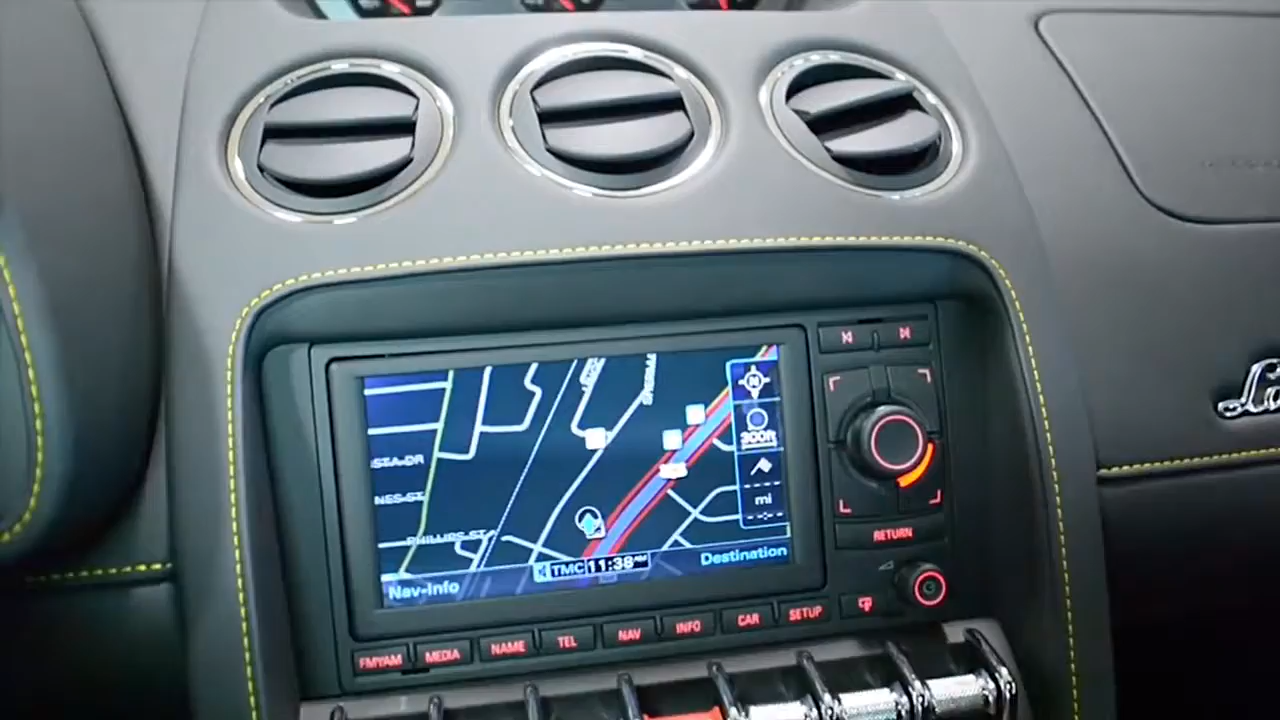 N
300ft
mi
STA-DR
NES-ST
PHILLIPS-ST
TMC 11:38 AM
Nav-Info
Destination
RETURN
FM/AM
MEDIA
NAME
TEL
NAV
INFO
CAR
SETUP